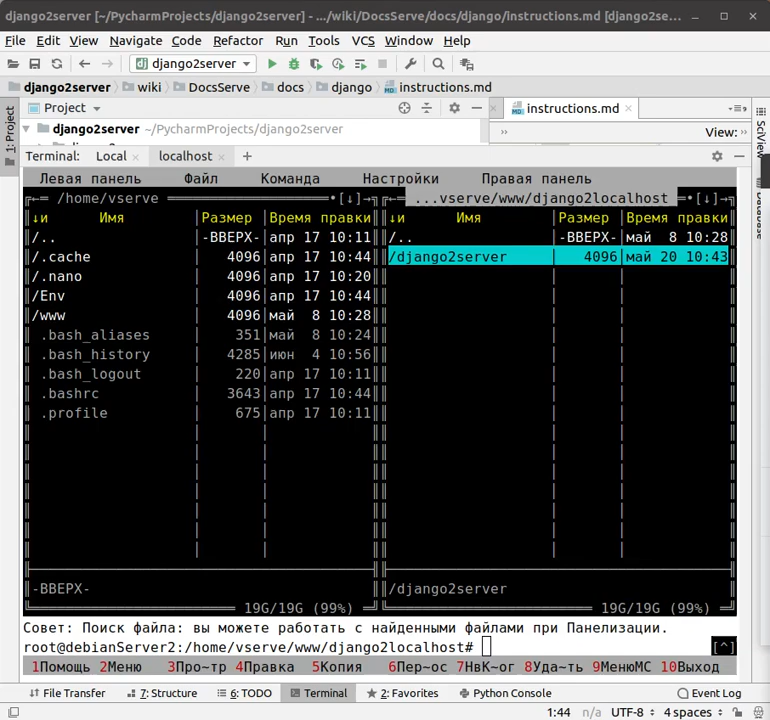 django2server [~/PycharmProjects/django2server] - .../wiki/DocsServe/docs/django/instructions.md [django2se...
File Edit View Navigate Code Refactor Run Tools VCS Window Help
django2server
django2server wiki DocsServe docs django instructions.md
Project
instructions.md
django2server ~/PycharmProjects/django2server
View:
1: Project
SciView
Database
Terminal: Local localhost
Левая панель Файл Команда Настройки Правая панель
/home/vserve
...vserve/www/django2localhost
↓и Имя Размер Время правки ↓и Имя Размер Время правки
/.. -ВВЕРХ- апр 17 10:11 /.. -ВВЕРХ- май 8 10:28
/.cache 4096 апр 17 10:44 /django2server 4096 май 20 10:43
/.nano 4096 апр 17 10:20
/Env 4096 апр 17 10:44
/www 4096 май 8 10:28
.bash_aliases 351 май 8 10:24
.bash_history 4285 июн 4 10:56
.bash_logout 220 апр 17 10:11
.bashrc 3643 апр 17 10:44
.profile 675 апр 17 10:11
-ВВЕРХ- /django2server
19G/19G (99%) 19G/19G (99%)
Совет: Поиск файла: вы можете работать с найденными файлами при Панелизации.
root@debianServer2:/home/vserve/www/django2localhost# [^]
1Помощь 2Меню 3Про~тр 4Правка 5Копия 6Пер~ос 7НвК~ог 8Уда~ть 9МенюМС 10Выход
File Transfer 7: Structure 6: TODO Terminal 2: Favorites Python Console Event Log
1:44 n/a UTF-8 4 spaces